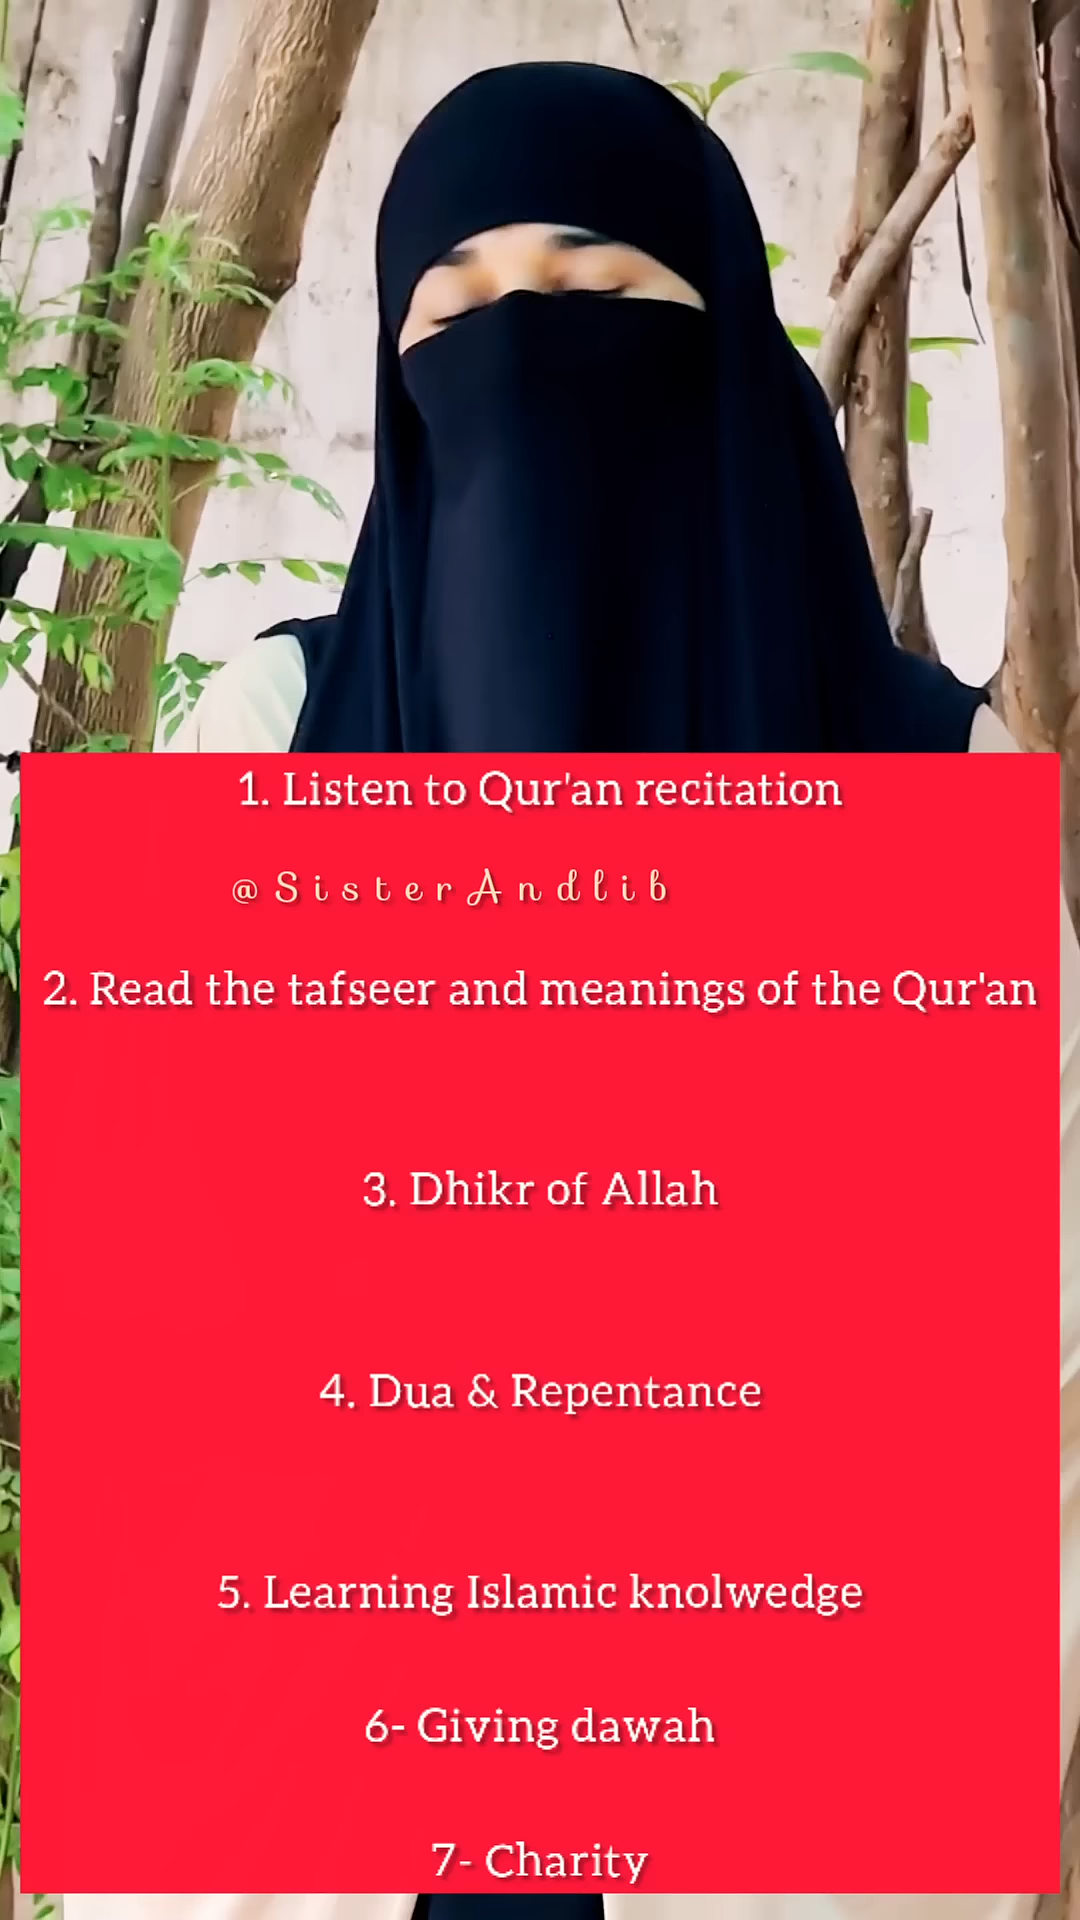 1. Listen to Qur'an recitation
@SisterAndlib
2. Read the tafseer and meanings of the Qur'an
3. Dhikr of Allah
4. Dua & Repentance
5. Learning Islamic knolwedge
6- Giving dawah
7- Charity